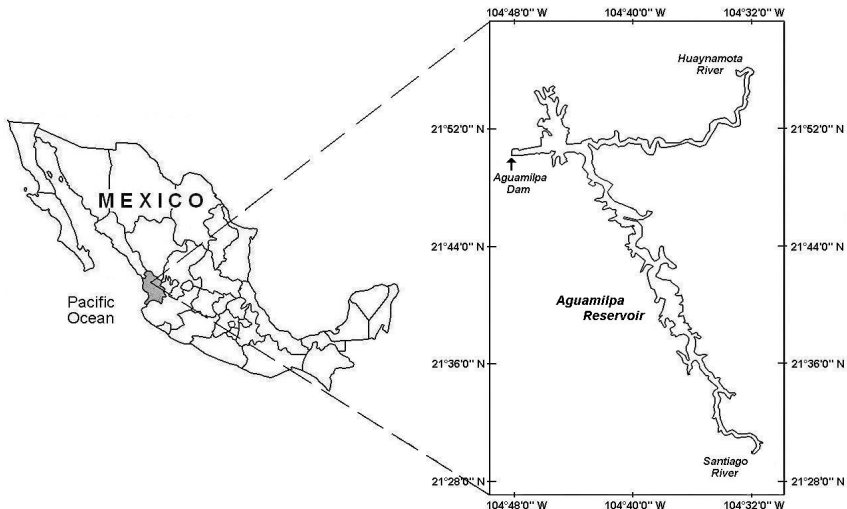 104°48'0" W
104°40'0" W
104°32'0" W
Huaynamota
River
21°52'0" N
21°52'0" N
Aguamilpa
Dam
MEXICO
21°44'0" N
21°44'0" N
Pacific
Ocean
Aguamilpa
Reservoir
21°36'0" N
21°36'0" N
Santiago
River
21°28'0" N
21°28'0" N
104°48'0" W
104°40'0" W
104°32'0" W